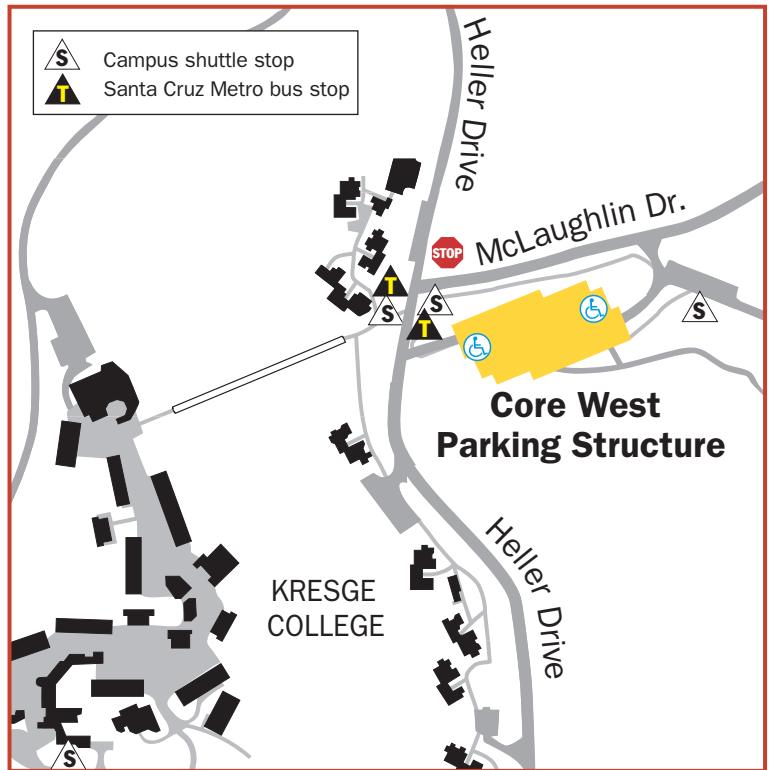 S Campus shuttle stop
T Santa Cruz Metro bus stop
Heller Drive
STOP
McLaughlin Dr.
T
S
S
T
S
Core West
Parking Structure
Heller Drive
KRESGE
COLLEGE
S